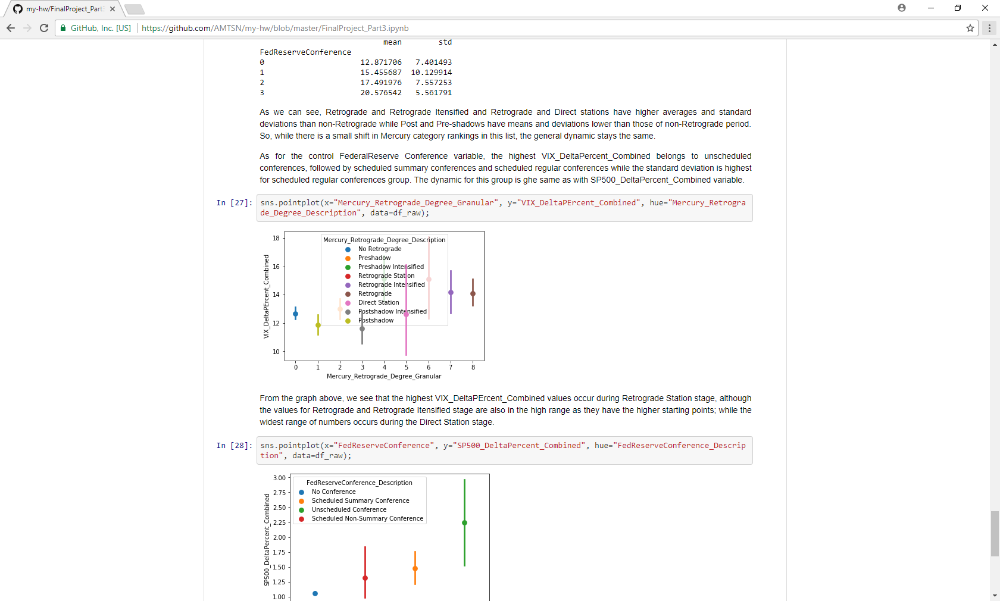 my-hw/FinalProject_Part
GitHub, Inc. [US] https://github.com/AMTSN/my-hw/blob/master/FinalProject_Part3.ipynb
mean std
FedReserveConference
0 12.871706 7.401493
1 15.455687 10.129914
2 17.491976 7.557253
3 20.576542 5.561791
As we can see, Retrograde and Retrograde Itensified and Retrograde and Direct stations have higher averages and standard
deviations than non-Retrograde while Post and Pre-shadows have means and deviations lower than those of non-Retrograde period.
So, while there is a small shift in Mercury category rankings in this list, the general dynamic stays the same.
As for the control FederalReserve Conference variable, the highest VIX_DeltaPercent_Combined belongs to unscheduled
conferences, followed by scheduled summary conferences and scheduled regular conferences while the standard deviation is highest
for scheduled regular conferences group. The dynamic for this group is ghe same as with SP500_DeltaPercent_Combined variable.
In [27]: sns.pointplot(x="Mercury_Retrograde_Degree_Granular", y="VIX_DeltaPErcent_Combined", hue="Mercury_Retrogra
de_Degree_Description", data=df_raw);
VIX_DeltaPErcent_Combined
18
16
14
12
10
Mercury_Retrograde_Degree_Description
No Retrograde
Preshadow
Preshadow Intensified
Retrograde Station
Retrograde Intensified
Retrograde
Direct Station
Postshadow Intensified
Postshadow
0 1 2 3 4 5 6 7 8
Mercury_Retrograde_Degree_Granular
From the graph above, we see that the highest VIX_DeltaPErcent_Combined values occur during Retrograde Station stage, although
the values for Retrograde and Retrograde Itensified stage are also in the high range as they have the higher starting points; while the
widest range of numbers occurs during the Direct Station stage.
In [28]: sns.pointplot(x="FedReserveConference", y="SP500_DeltaPercent_Combined", hue="FedReserveConference_Descrip
tion", data=df_raw);
SP500_DeltaPercent_Combined
3.00
2.75
2.50
2.25
2.00
1.75
1.50
1.25
1.00
FedReserveConference_Description
No Conference
Scheduled Summary Conference
Unscheduled Conference
Scheduled Non-Summary Conference